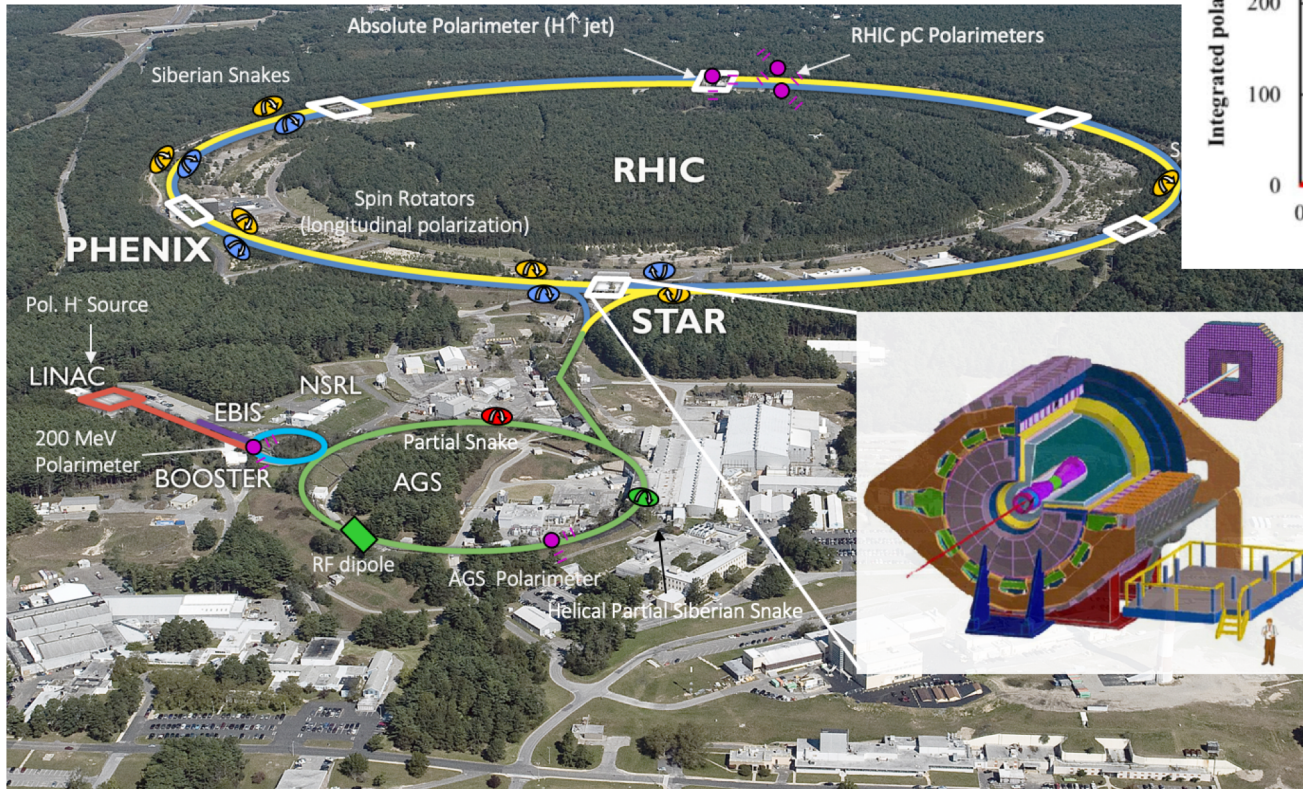 Absolute Polarimeter (H↑ jet)
RHIC pC Polarimeters
200
100
0
Siberian Snakes
RHIC
Spin Rotators
(longitudinal polarization)
PHENIX
STAR
Pol. H⁻ Source
LINAC
NSRL
EBIS
200 MeV
Polarimeter
BOOSTER
Partial Snake
AGS
RF dipole
AGS Polarimeter
Helical Partial Siberian Snake
Integrated